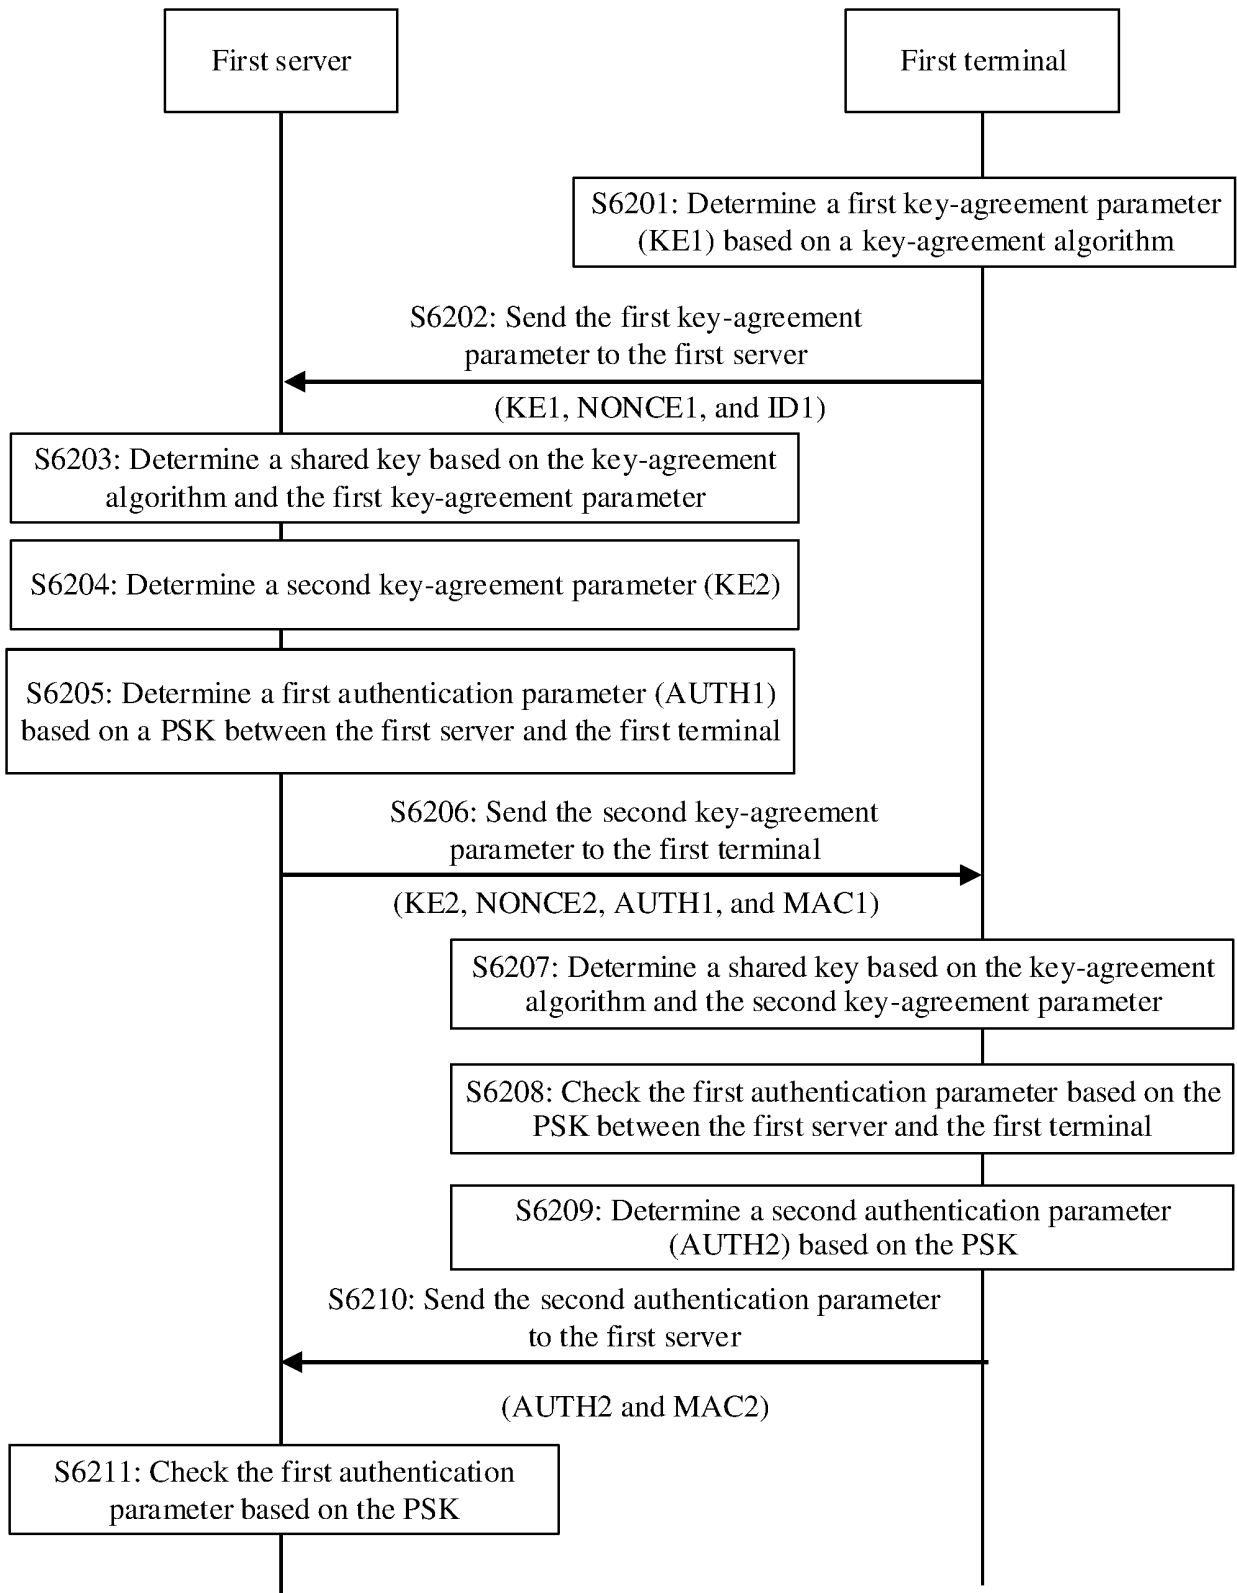 First server
First terminal
S6201: Determine a first key-agreement parameter
(KE1) based on a key-agreement algorithm
S6202: Send the first key-agreement
parameter to the first server
(KE1, NONCE1, and ID1)
S6203: Determine a shared key based on the key-agreement
algorithm and the first key-agreement parameter
S6204: Determine a second key-agreement parameter (KE2)
S6205: Determine a first authentication parameter (AUTH1)
based on a PSK between the first server and the first terminal
S6206: Send the second key-agreement
parameter to the first terminal
(KE2, NONCE2, AUTH1, and MAC1)
S6207: Determine a shared key based on the key-agreement
algorithm and the second key-agreement parameter
S6208: Check the first authentication parameter based on the
PSK between the first server and the first terminal
S6209: Determine a second authentication parameter
(AUTH2) based on the PSK
S6210: Send the second authentication parameter
to the first server
(AUTH2 and MAC2)
S6211: Check the first authentication
parameter based on the PSK